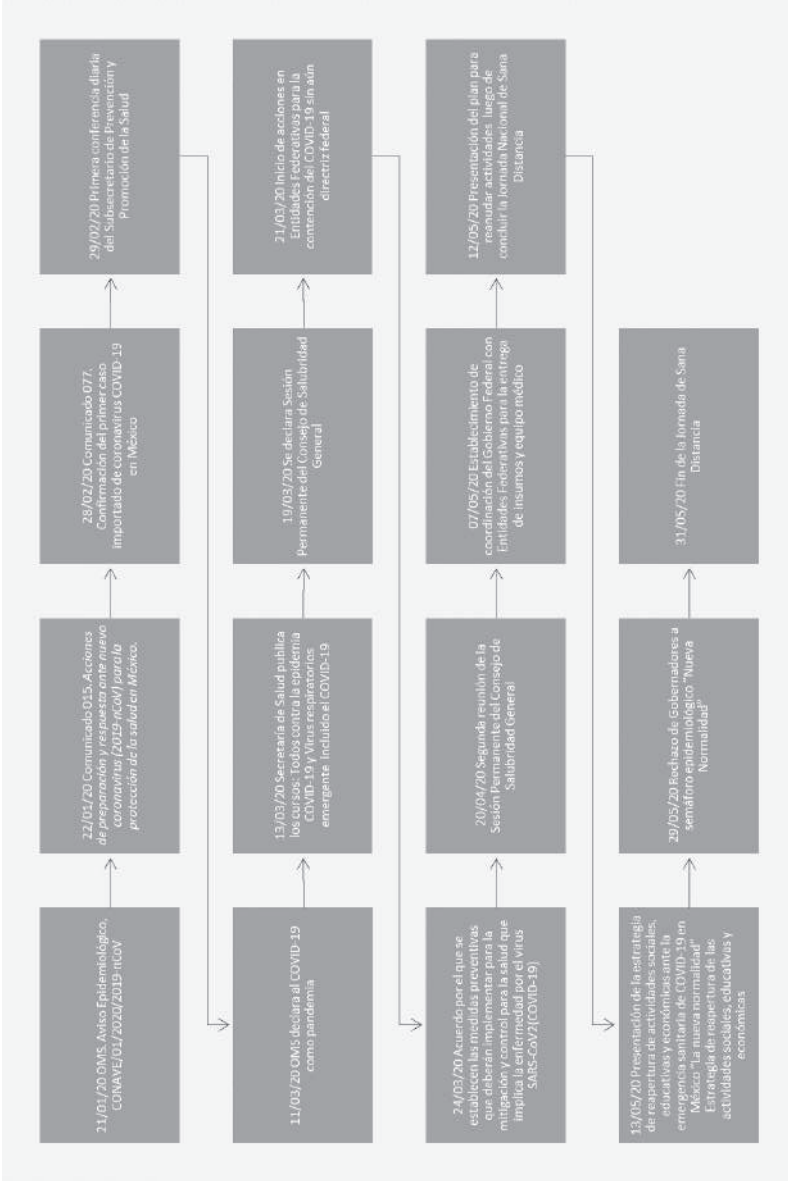 21/01/20 OMS. Aviso Epidemiológico,
CONAVE/01/2020/2019-nCoV
22/01/20 Comunicado 015. Acciones
de preparación y respuesta ante nuevo
coronavirus (2019-nCoV) para la
protección de la salud en México.
28/02/20 Comunicado 077.
Confirmación del primer caso
importado de coronavirus COVID-19
en México
29/02/20 Primera conferencia diaria
del Subsecretario de Prevención y
Promoción de la Salud
11/03/20 OMS declara al COVID-19
como pandemia
13/03/20 Secretaría de Salud publica
los cursos: Todos contra la epidemia
COVID-19 y Virus respiratorios
emergente incluido el COVID-19
19/03/20 Se declara Sesión
Permanente del Consejo de Salubridad
General
21/03/20 Inicio de acciones en
Entidades Federativas para la
contención del COVID-19 sin aún
directriz federal
24/03/20 Acuerdo por el que se
establecen las medidas preventivas
que deberán implementar para la
mitigación y control para la salud que
implica la enfermedad por el virus
SARS-CoV2(COVID-19)
20/04/20 Segunda reunión de la
Sesión Permanente del Consejo de
Salubridad General
07/05/20 Establecimiento de
coordinación del Gobierno Federal con
Entidades Federativas para la entrega
de insumos y equipo médico
12/05/20 Presentación del plan para
reanudar actividades luego de
concluir la Jornada Nacional de Sana
Distancia
13/05/20 Presentación de la estrategia
de reapertura de actividades sociales,
educativas y económicas ante la
emergencia sanitaria de COVID-19 en
México "La nueva normalidad"
Estrategia de reapertura de las
actividades sociales, educativas y
económicas
29/05/20 Rechazo de Gobernadores a
semáforo epidemiológico "Nueva
Normalidad"
31/05/20 Fin de la Jornada de Sana
Distancia